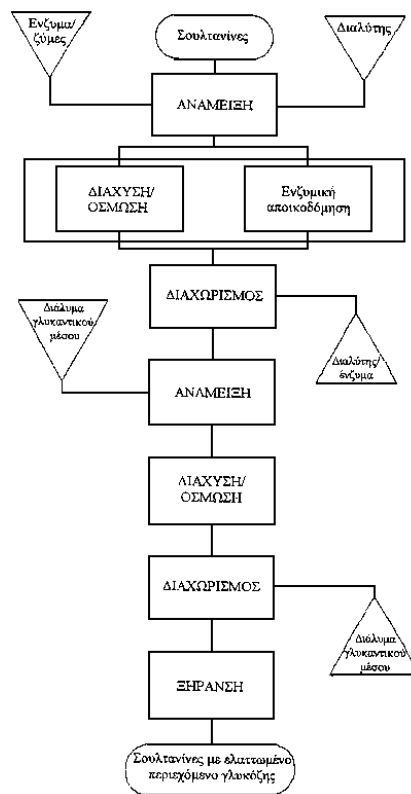 Ενζυμα/
ζύμες
Σουλτανίνες
Διαλύτης
ΑΝΑΜΕΙΞΗ
ΔΙΑΧΥΣΗ/
ΟΣΜΩΣΗ
Ενζυμική
αποικοδόμηση
ΔΙΑΧΩΡΙΣΜΟΣ
Διάλυμα
γλυκαντικού
μέσου
Διαλύτης/
ένζυμα
ΑΝΑΜΕΙΞΗ
ΔΙΑΧΥΣΗ/
ΟΣΜΩΣΗ
ΔΙΑΧΩΡΙΣΜΟΣ
Διάλυμα
γλυκαντικού
μέσου
ΞΗΡΑΝΣΗ
Σουλτανίνες με ελαττωμένο
περιεχόμενο γλυκόζης